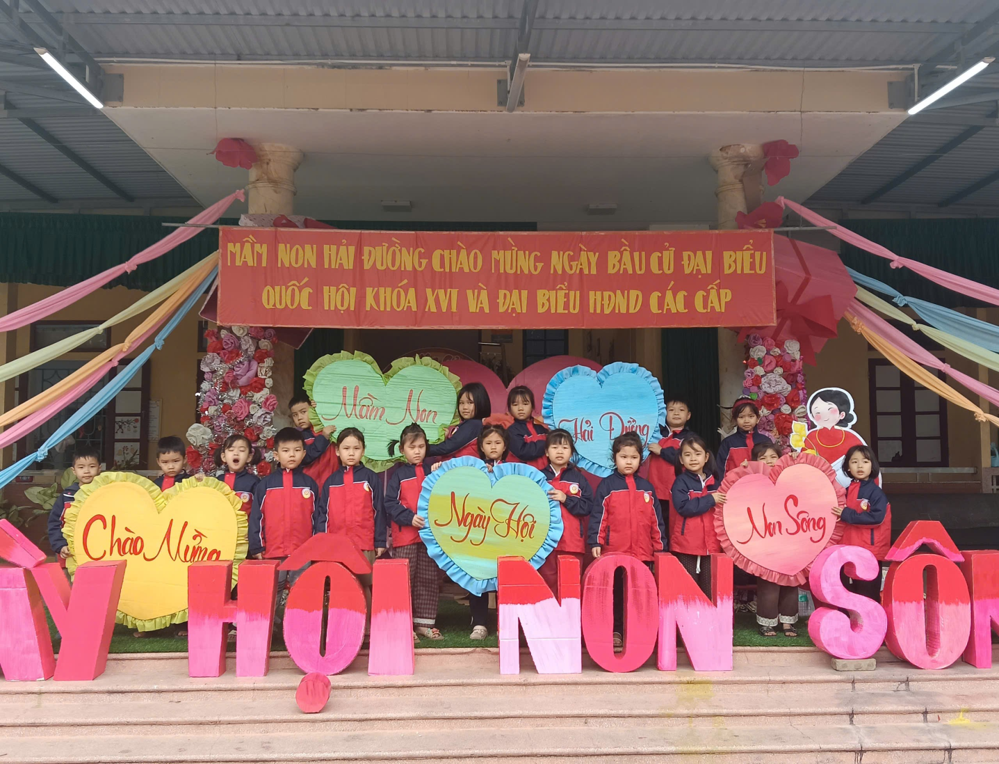 MẦM NON HẢI ĐƯỜNG CHÀO MỪNG NGÀY BẦU CỬ ĐẠI BIỂU
QUỐC HỘI KHÓA XVI VÀ ĐẠI BIỂU HĐND CÁC CẤP
Mầm Non
Hải Đường
Chào Mừng
Ngày Hội
Non Sông
Y HỘI NON SÔN